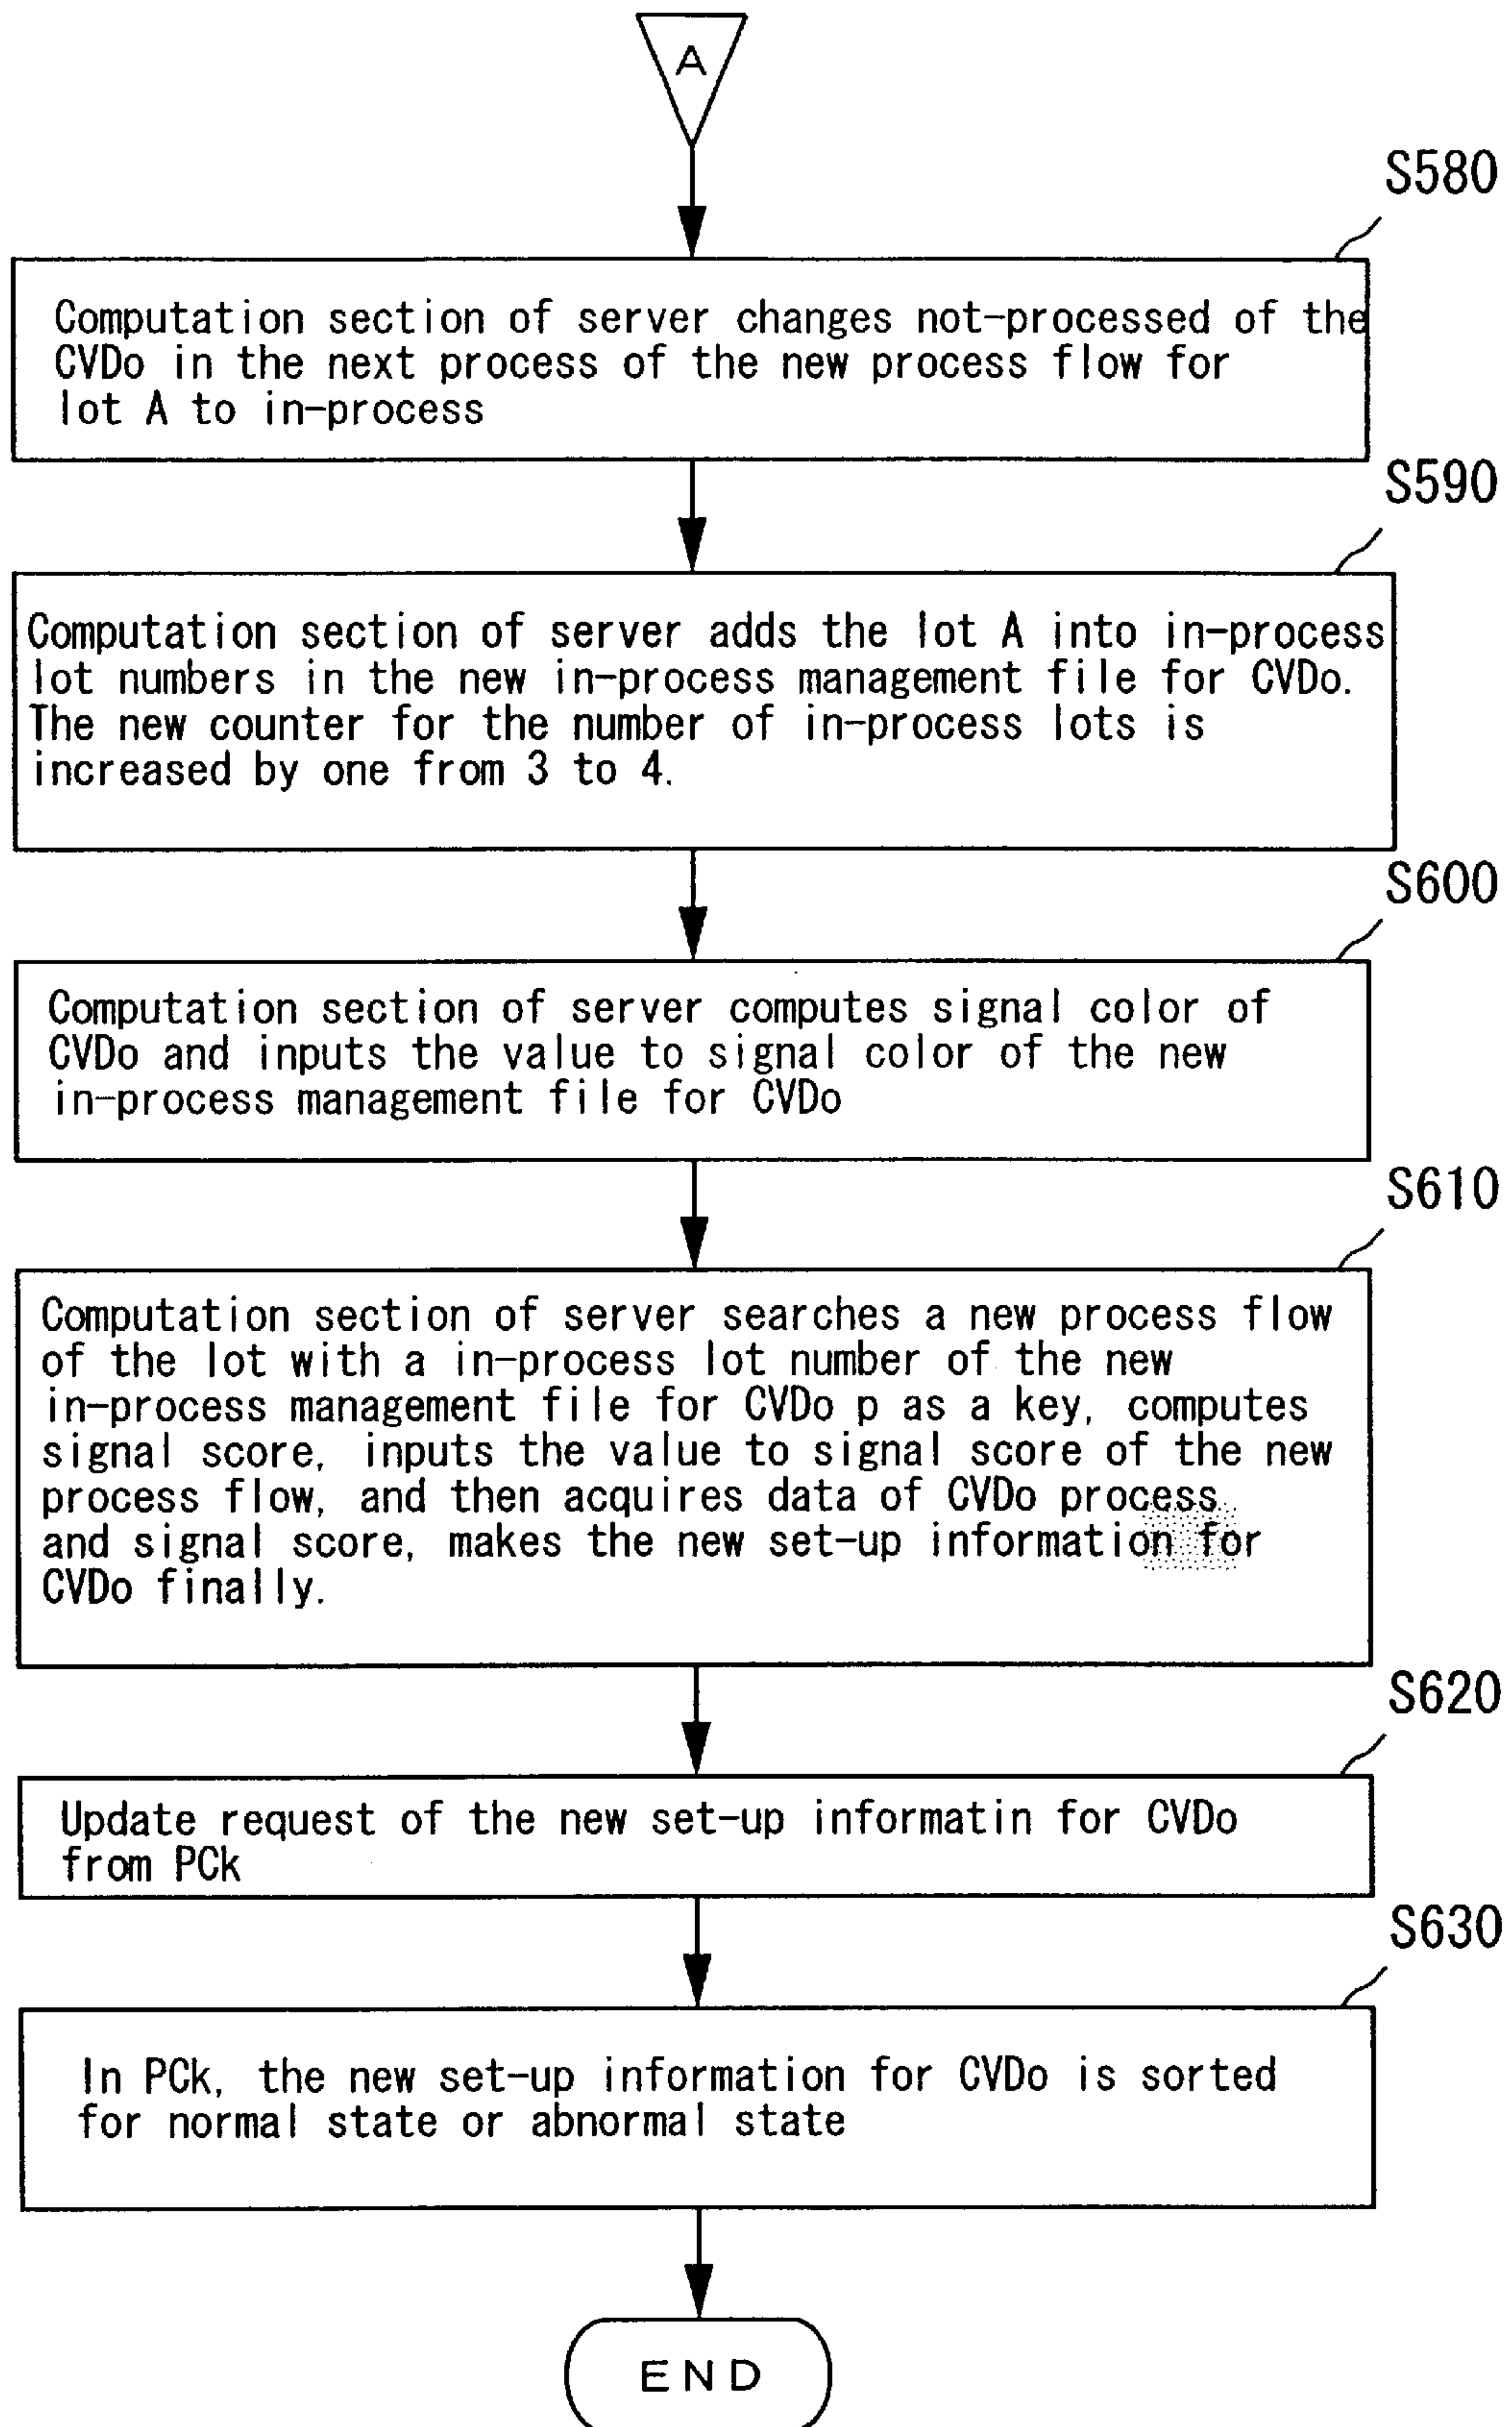 A
S580
Computation section of server changes not-processed of the
CVDo in the next process of the new process flow for
lot A to in-process
S590
Computation section of server adds the lot A into in-process
lot numbers in the new in-process management file for CVDo.
The new counter for the number of in-process lots is
increased by one from 3 to 4.
S600
Computation section of server computes signal color of
CVDo and inputs the value to signal color of the new
in-process management file for CVDo
S610
Computation section of server searches a new process flow
of the lot with a in-process lot number of the new
in-process management file for CVDo p as a key, computes
signal score, inputs the value to signal score of the new
process flow, and then acquires data of CVDo process
and signal score, makes the new set-up information for
CVDo finally.
S620
Update request of the new set-up informatin for CVDo
from PCk
S630
In PCk, the new set-up information for CVDo is sorted
for normal state or abnormal state
END